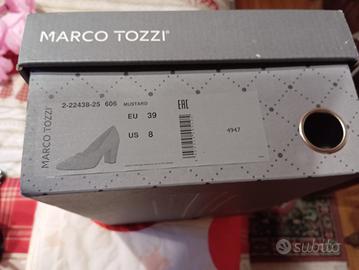 MARCO TOZZI®
MARCO TOZZI
2-22438-25 606 MUSTARD
EU 39
US 8
EAC
4947
subito